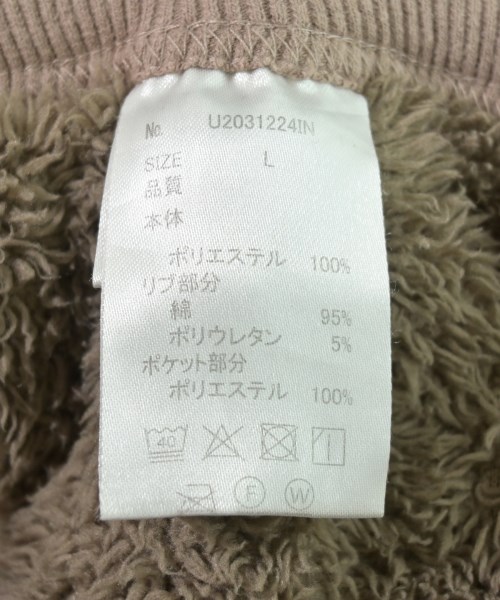 No. U2031224IN
SIZE L
品質
本体
ポリエステル 100%
リブ部分
綿 95%
ポリウレタン 5%
ポケット部分
ポリエステル 100%
40
F W